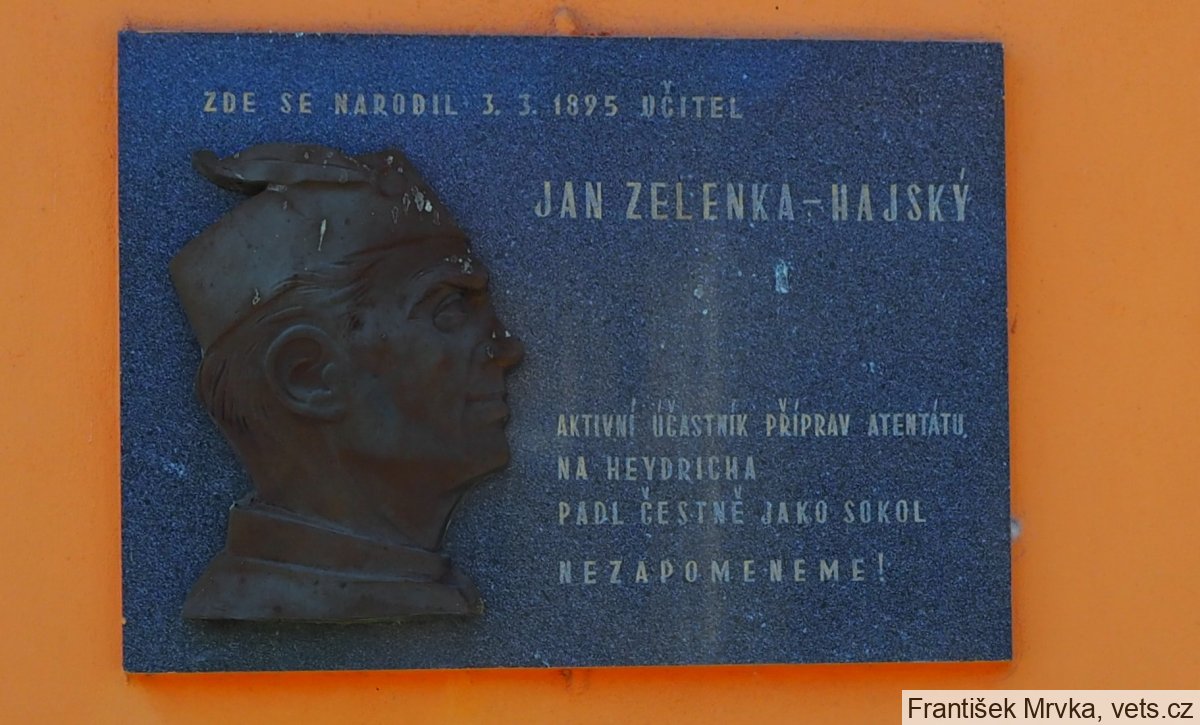 ZDE SE NARODIL 3. 3. 1895 UČITEL
JAN ZELENKA-HAJSKÝ
AKTIVNÍ ÚČASTNÍK PŘÍPRAV ATENTÁTU
NA HEYDRICHA
PADL ČESTNĚ JAKO SOKOL
NEZAPOMENEME!
František Mrvka, vets.cz